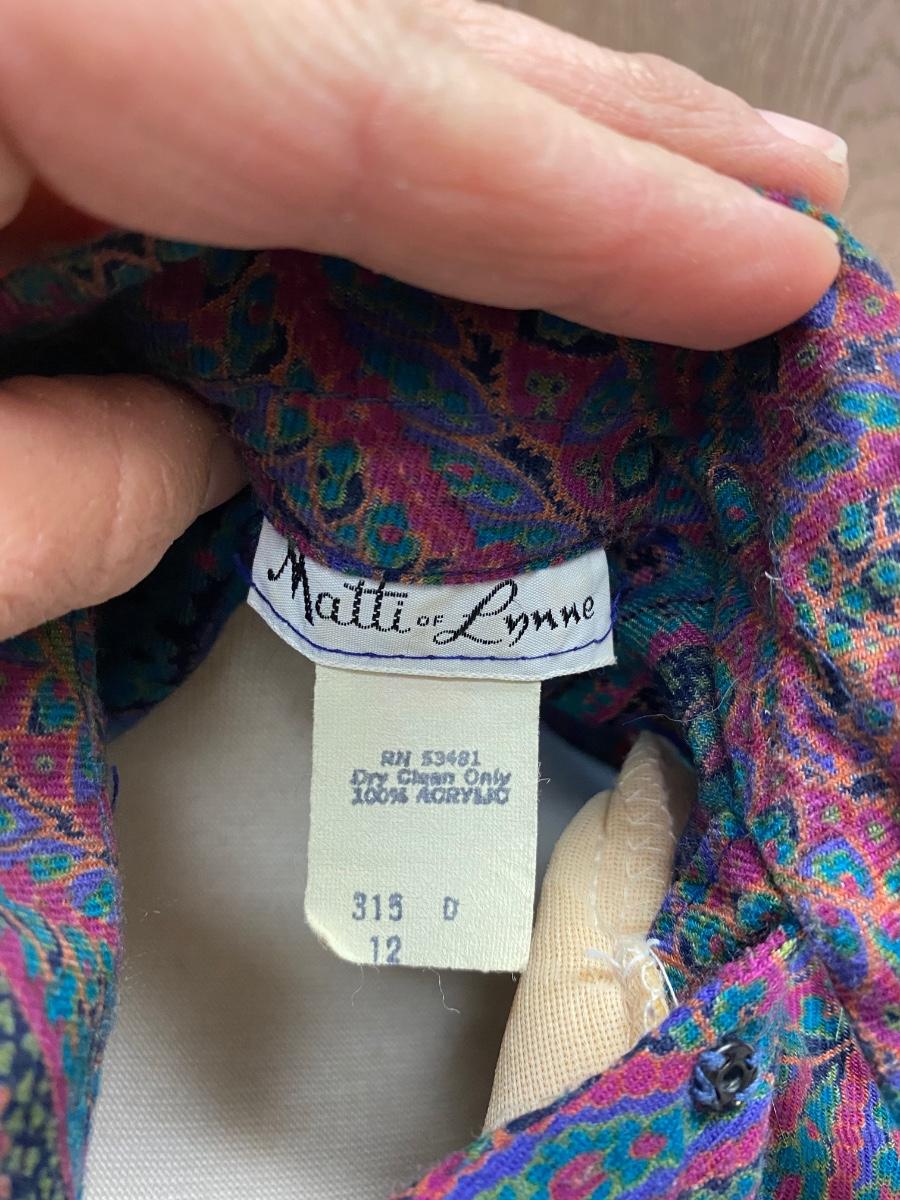 Matti OF Lynne
RN 53481
Dry Clean Only
100% ACRYLIC
315 D
12